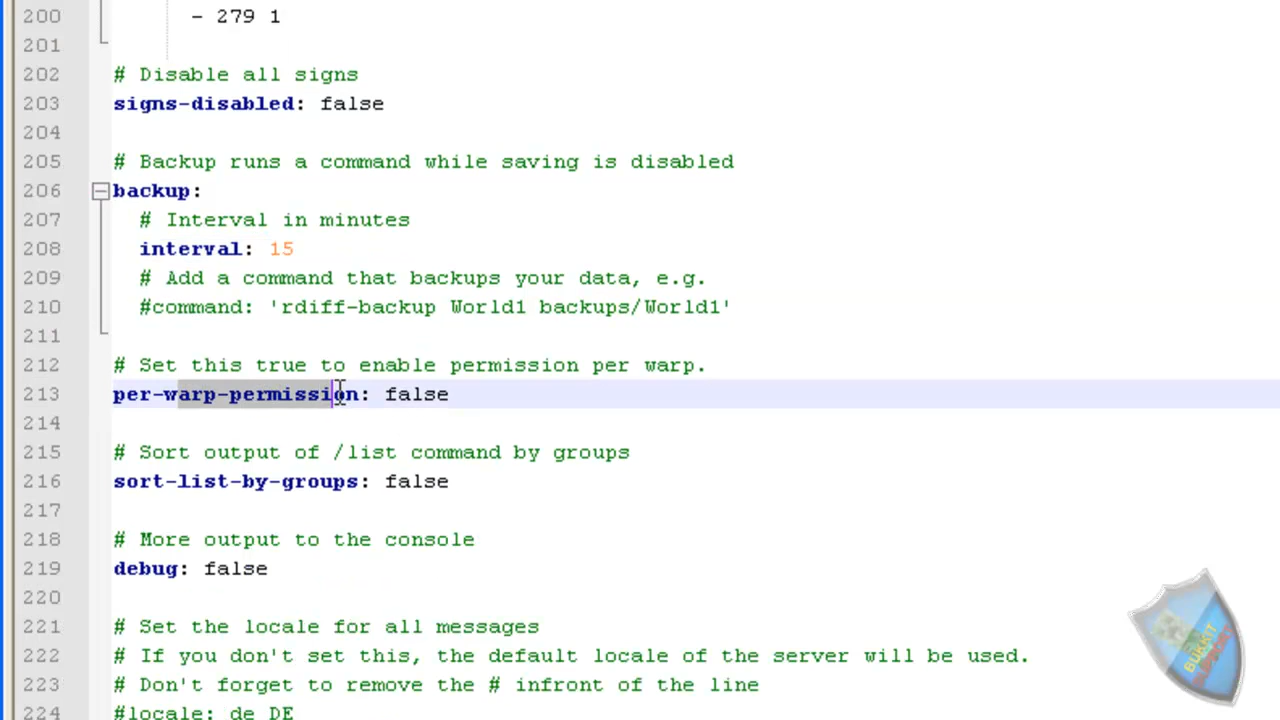 200 - 279 1
201
202 # Disable all signs
203 signs-disabled: false
204
205 # Backup runs a command while saving is disabled
206 backup:
207 # Interval in minutes
208 interval: 15
209 # Add a command that backups your data, e.g.
210 #command: 'rdiff-backup World1 backups/World1'
211
212 # Set this true to enable permission per warp.
213 per-warp-permission: false
214
215 # Sort output of /list command by groups
216 sort-list-by-groups: false
217
218 # More output to the console
219 debug: false
220
221 # Set the locale for all messages
222 # If you don't set this, the default locale of the server will be used.
223 # Don't forget to remove the # infront of the line
224 #locale: de_DE
BUKKIT